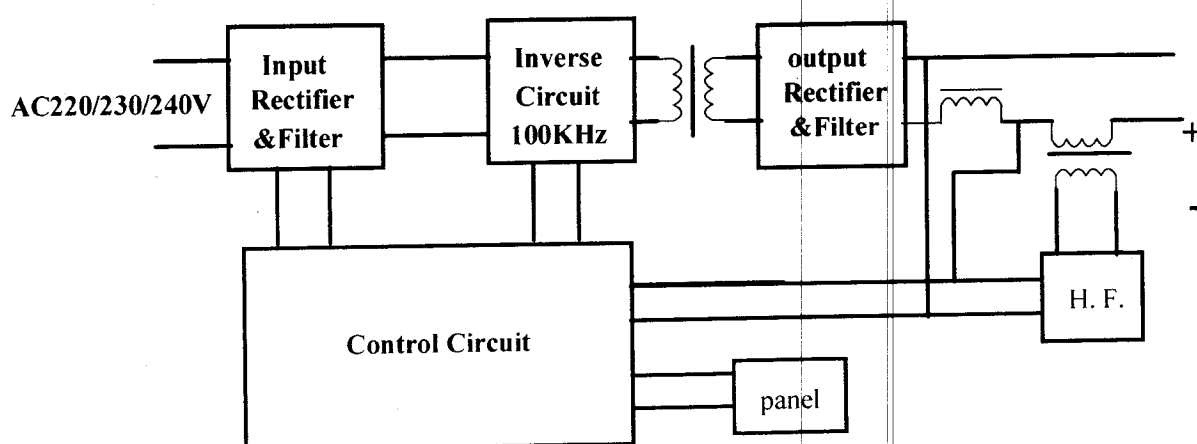 AC220/230/240V
Input
Rectifier
&Filter
Inverse
Circuit
100KHz
output
Rectifier
&Filter
+
-
H. F.
Control Circuit
panel